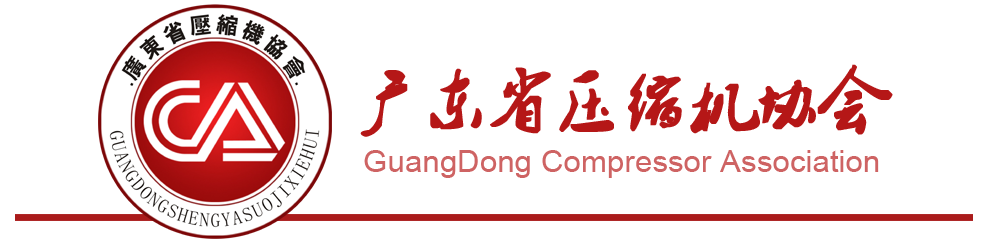 ·廣東省壓縮機協會·
CA
GUANGDONGSHENGYASUOJIXIEHUI
广东省压缩机协会
GuangDong Compressor Association